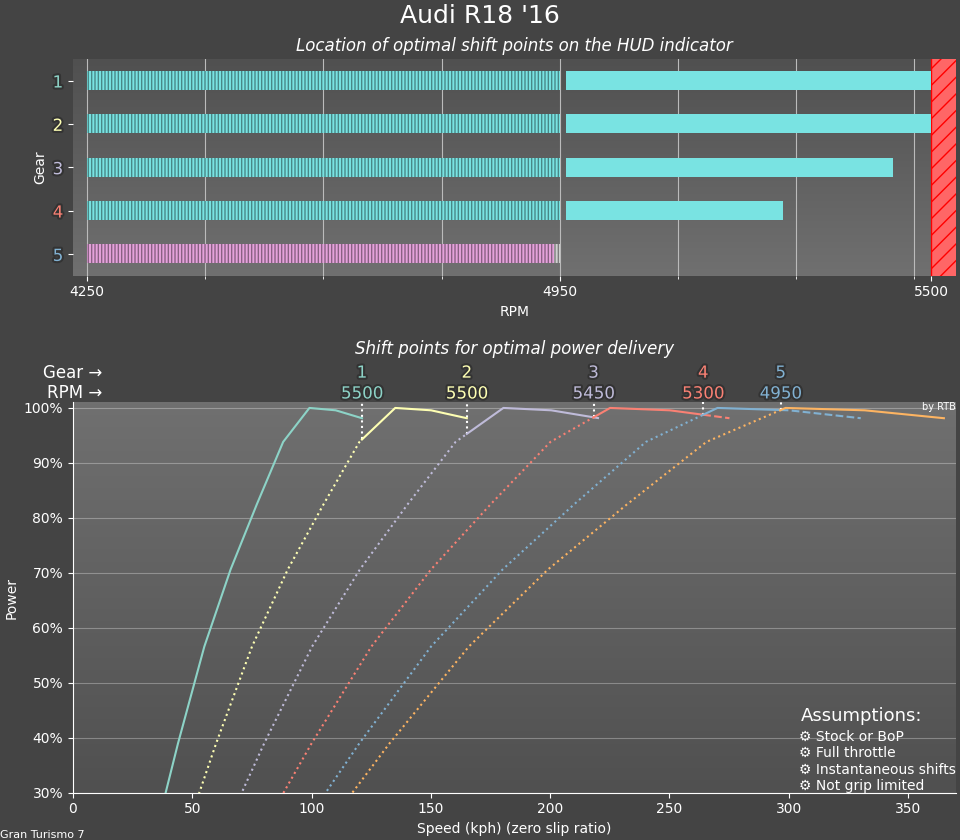 Audi R18 '16
Location of optimal shift points on the HUD indicator
Gear
1
2
3
4
5
4250 4950 5500
RPM
Shift points for optimal power delivery
Gear → 1 2 3 4 5
RPM → 5500 5500 5450 5300 4950
by RTB
Power
100%
90%
80%
70%
60%
50%
40%
30%
Assumptions:
⚙ Stock or BoP
⚙ Full throttle
⚙ Instantaneous shifts
⚙ Not grip limited
0 50 100 150 200 250 300 350
Speed (kph) (zero slip ratio)
Gran Turismo 7